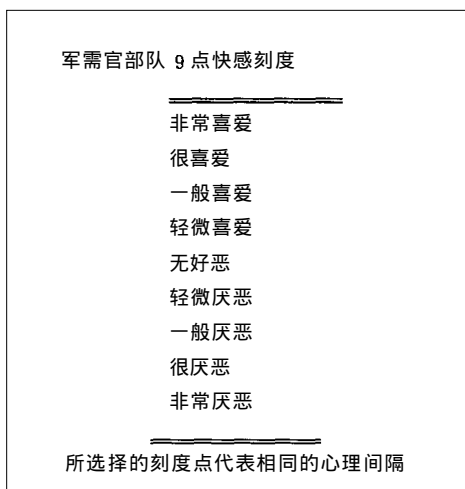 军需官部队 9 点快感刻度
非常喜爱
很喜爱
一般喜爱
轻微喜爱
无好恶
轻微厌恶
一般厌恶
很厌恶
非常厌恶
所选择的刻度点代表相同的心理间隔